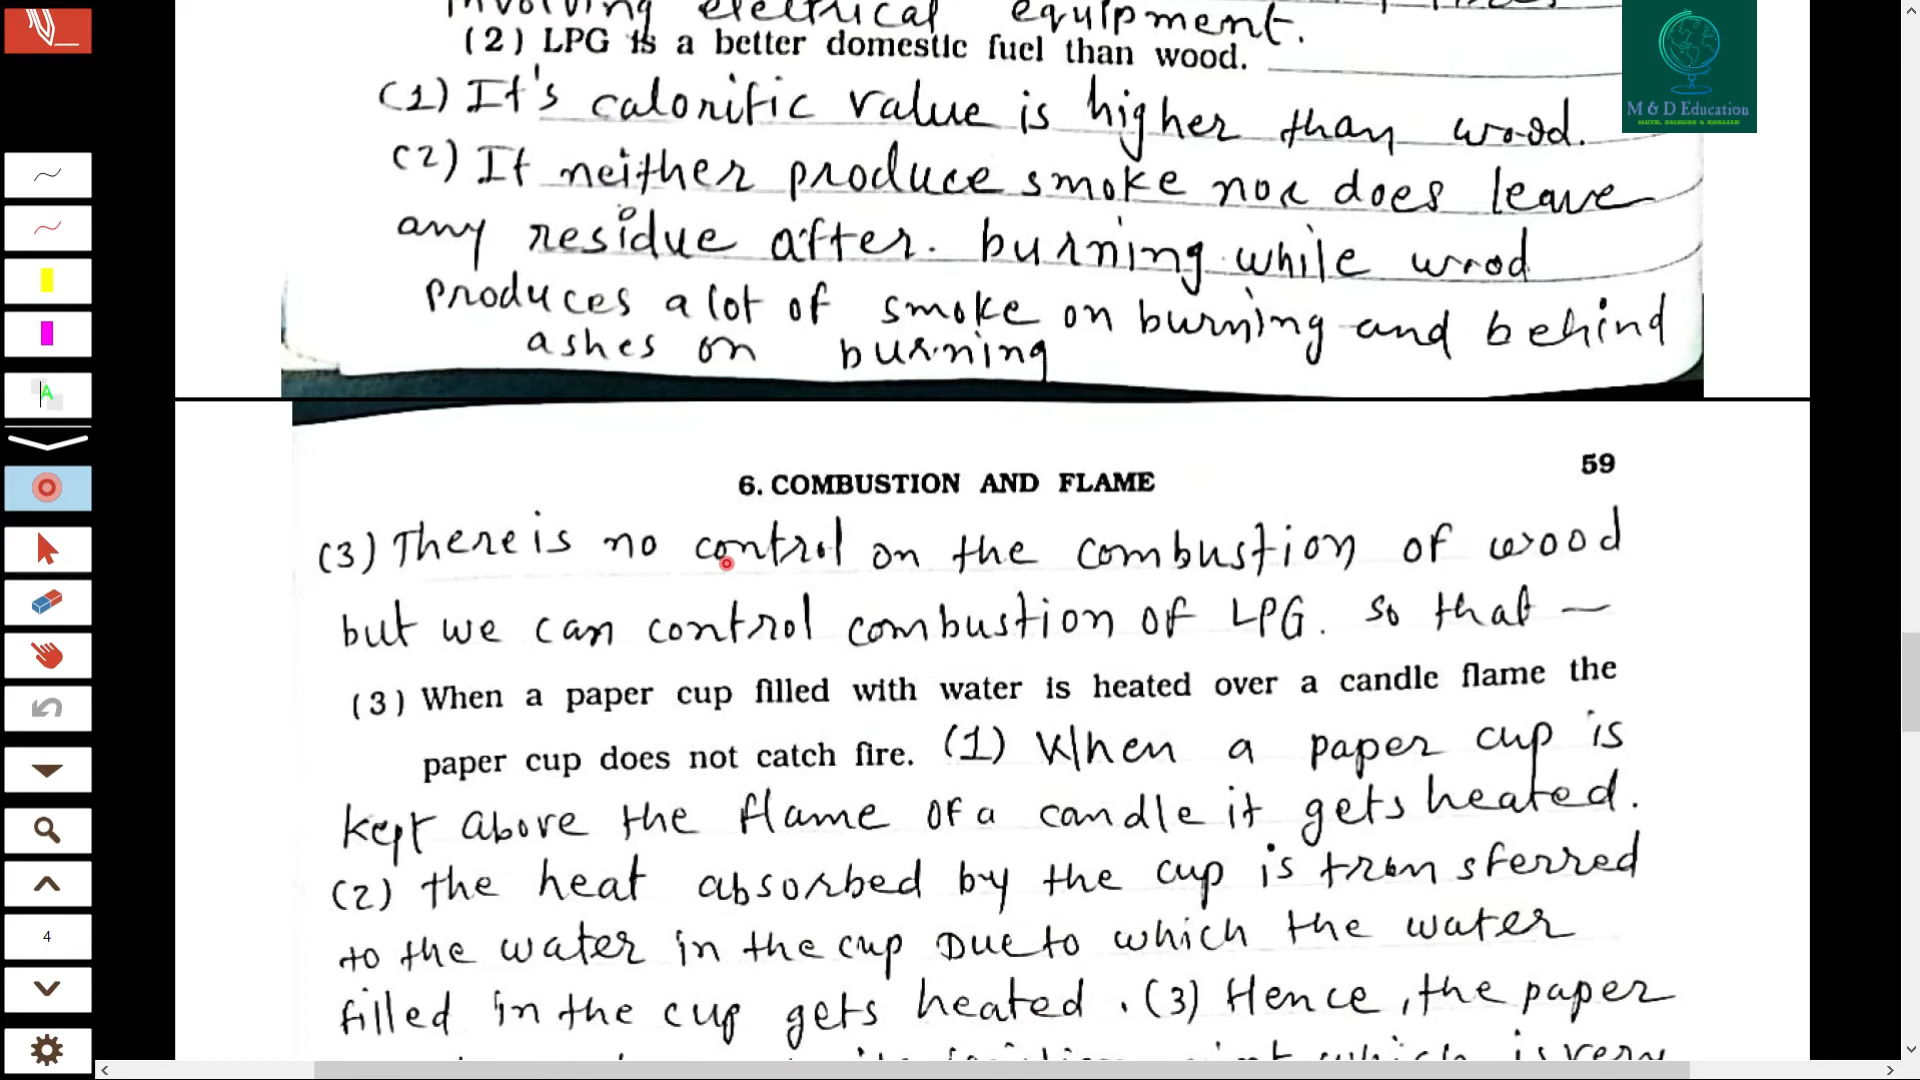 involving electrical equipment.
(2) LPG is a better domestic fuel than wood.
M & D Education
(1) It's calorific value is higher than wood.
(2) It neither produce smoke nor does leave
any residue after. burning while wood
produces a lot of smoke on burning and behind
ashes on burning
59
6. COMBUSTION AND FLAME
(3) There is no control on the combustion of wood
but we can control combustion of LPG. so that —
(3) When a paper cup filled with water is heated over a candle flame the
paper cup does not catch fire. (1) When a paper cup is
kept above the flame of a candle it gets heated.
(2) the heat absorbed by the cup is transferred
to the water in the cup Due to which the water
filled in the cup gets heated. (3) Hence, the paper
which is very
A
4